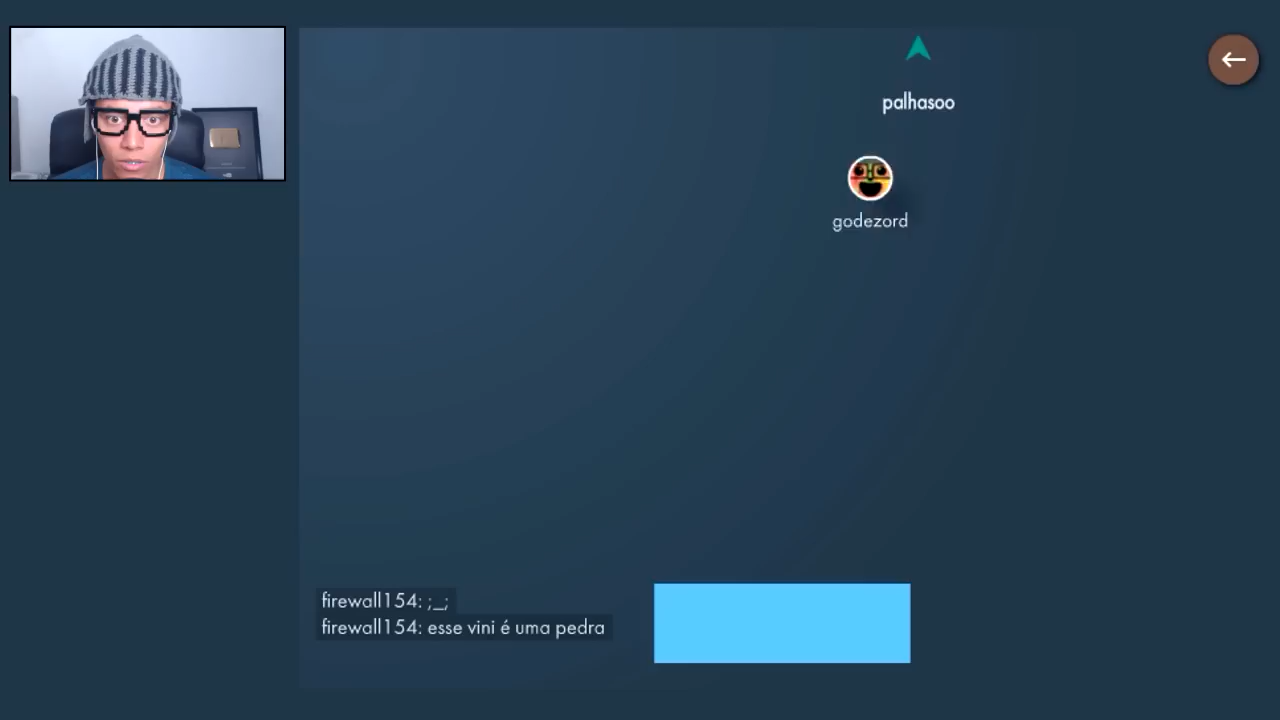 palhasoo
godezord
firewall154: ;_;
firewall154: esse vini é uma pedra